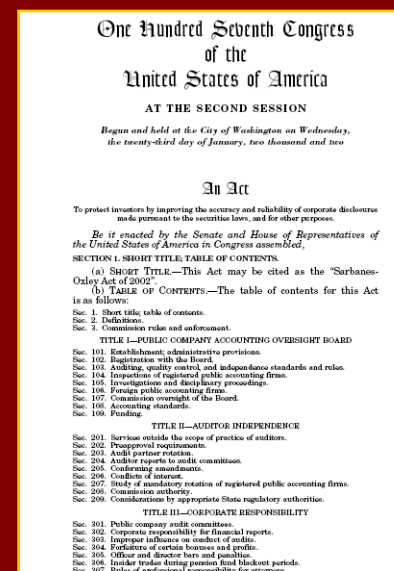 One Hundred Seventh Congress
of the
United States of America
AT THE SECOND SESSION
Begun and held at the City of Washington on Wednesday,
the twenty-third day of January, two thousand and two
An Act
To protect investors by improving the accuracy and reliability of corporate disclosures
made pursuant to the securities laws, and for other purposes.
Be it enacted by the Senate and House of Representatives of
the United States of America in Congress assembled,
SECTION 1. SHORT TITLE; TABLE OF CONTENTS.
(a) SHORT TITLE.—This Act may be cited as the “Sarbanes-
Oxley Act of 2002”.
(b) TABLE OF CONTENTS.—The table of contents for this Act
is as follows:
Sec. 1. Short title; table of contents.
Sec. 2. Definitions.
Sec. 3. Commission rules and enforcement.
TITLE I—PUBLIC COMPANY ACCOUNTING OVERSIGHT BOARD
Sec. 101. Establishment; administrative provisions.
Sec. 102. Registration with the Board.
Sec. 103. Auditing, quality control, and independence standards and rules.
Sec. 104. Inspections of registered public accounting firms.
Sec. 105. Investigations and disciplinary proceedings.
Sec. 106. Foreign public accounting firms.
Sec. 107. Commission oversight of the Board.
Sec. 108. Accounting standards.
Sec. 109. Funding.
TITLE II—AUDITOR INDEPENDENCE
Sec. 201. Services outside the scope of practice of auditors.
Sec. 202. Preapproval requirements.
Sec. 203. Audit partner rotation.
Sec. 204. Auditor reports to audit committees.
Sec. 205. Conforming amendments.
Sec. 206. Conflicts of interest.
Sec. 207. Study of mandatory rotation of registered public accounting firms.
Sec. 208. Commission authority.
Sec. 209. Considerations by appropriate State regulatory authorities.
TITLE III—CORPORATE RESPONSIBILITY
Sec. 301. Public company audit committees.
Sec. 302. Corporate responsibility for financial reports.
Sec. 303. Improper influence on conduct of audits.
Sec. 304. Forfeiture of certain bonuses and profits.
Sec. 305. Officer and director bars and penalties.
Sec. 306. Insider trades during pension fund blackout periods.
Sec. 307. Rules of professional responsibility for attorneys.